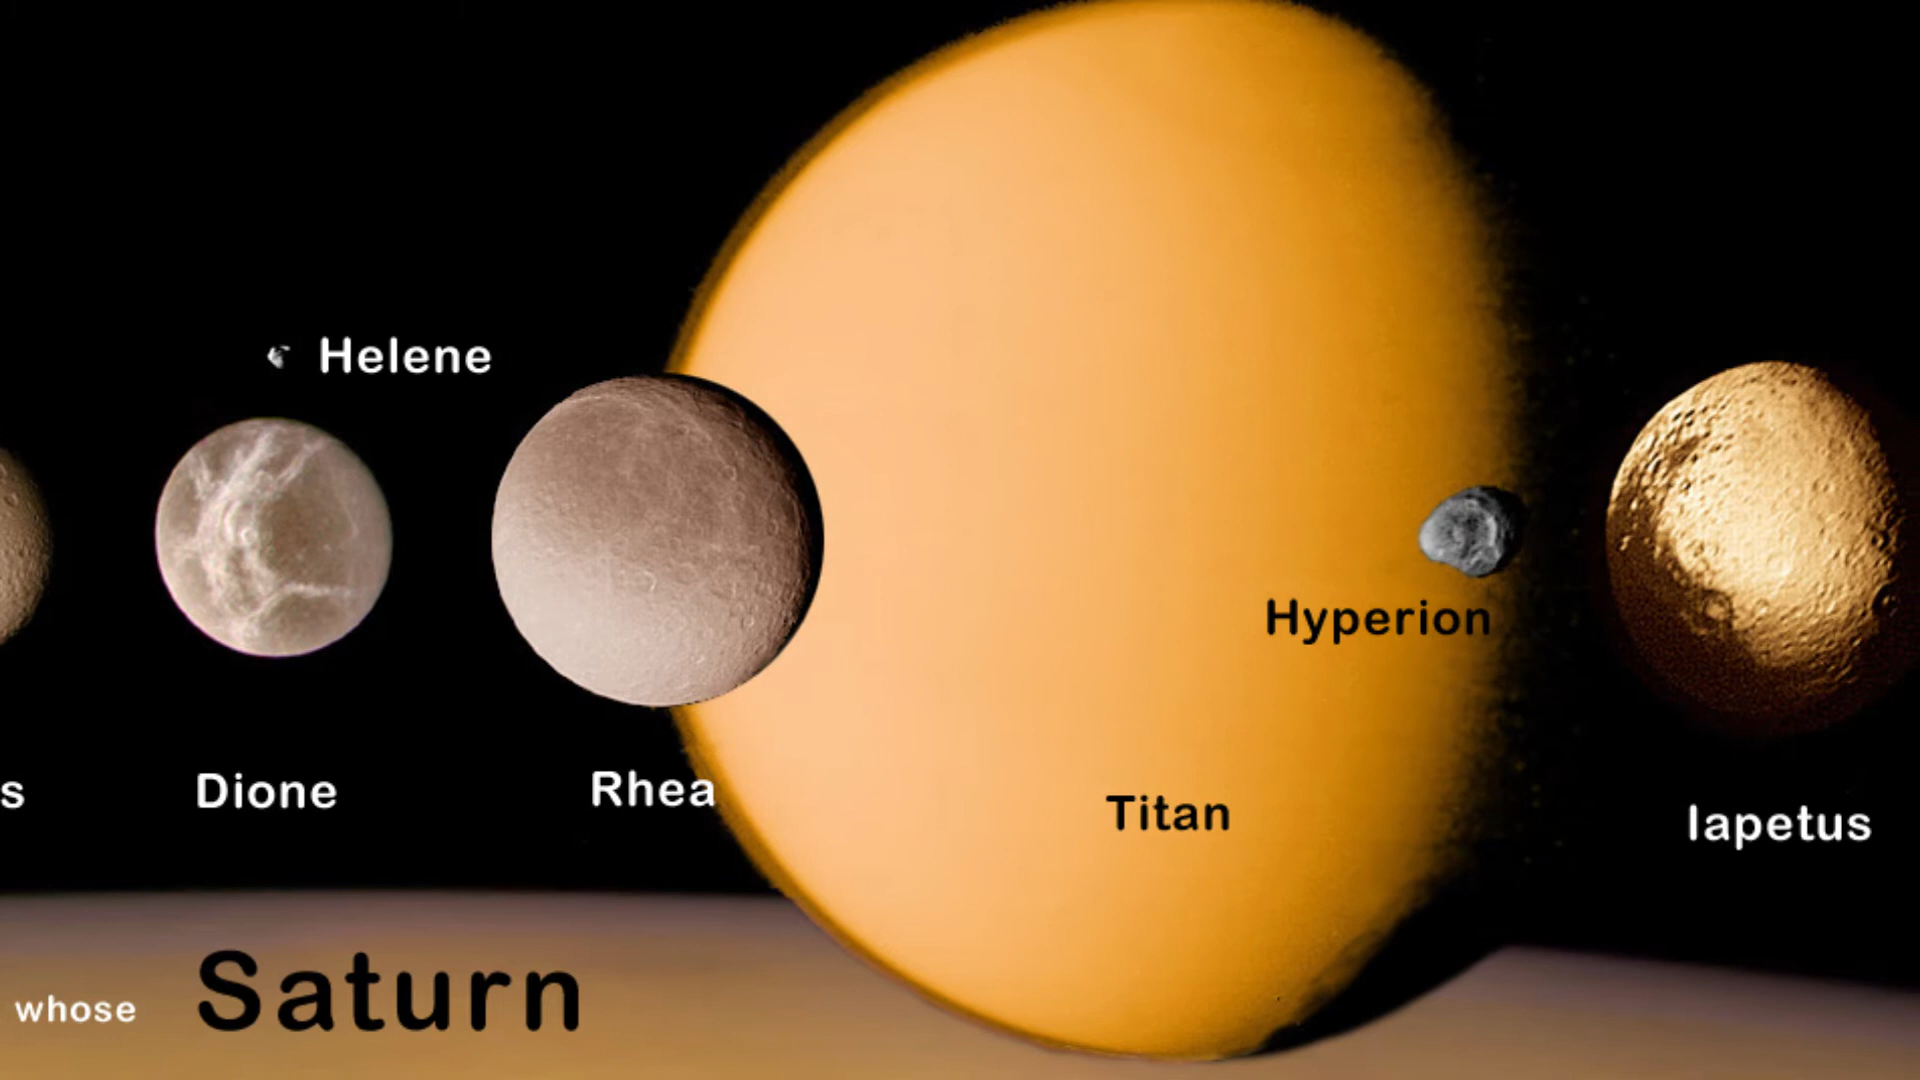 Helene
Hyperion
s
Dione
Rhea
Titan
Iapetus
whose
Saturn